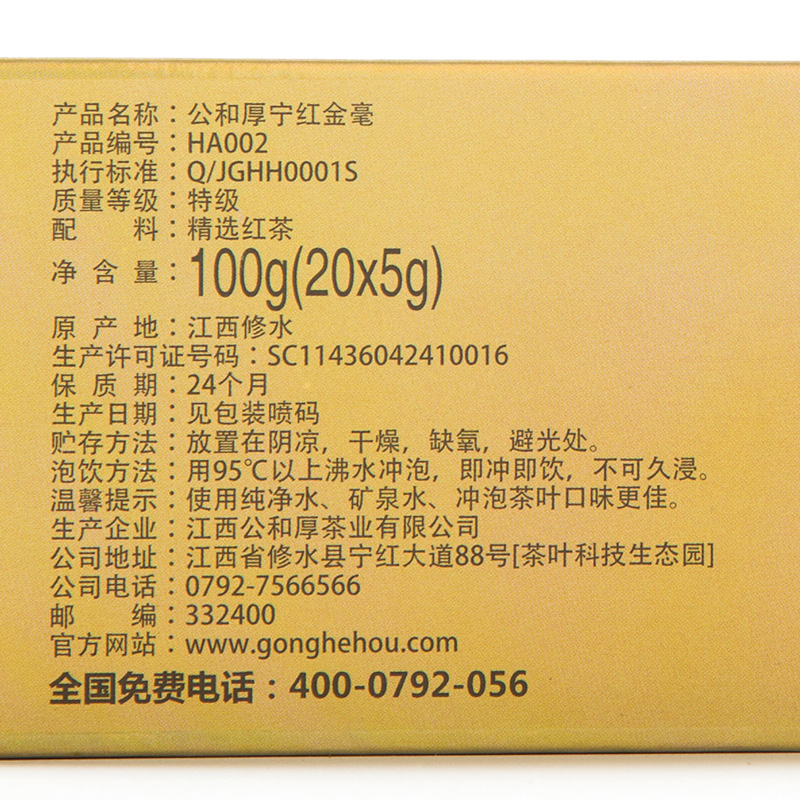 产品名称：公和厚宁红金毫
产品编号：HA002
执行标准：Q/JGHH0001S
质量等级：特级
配 料：精选红茶
净 含 量：100g(20x5g)
原 产 地：江西修水
生产许可证号码：SC11436042410016
保 质 期：24个月
生产日期：见包装喷码
贮存方法：放置在阴凉，干燥，缺氧，避光处。
泡饮方法：用95℃以上沸水冲泡，即冲即饮，不可久浸。
温馨提示：使用纯净水、矿泉水、冲泡茶叶口味更佳。
生产企业：江西公和厚茶业有限公司
公司地址：江西省修水县宁红大道88号[茶叶科技生态园]
公司电话：0792-7566566
邮 编：332400
官方网站：www.gonghehou.com
全国免费电话：400-0792-056